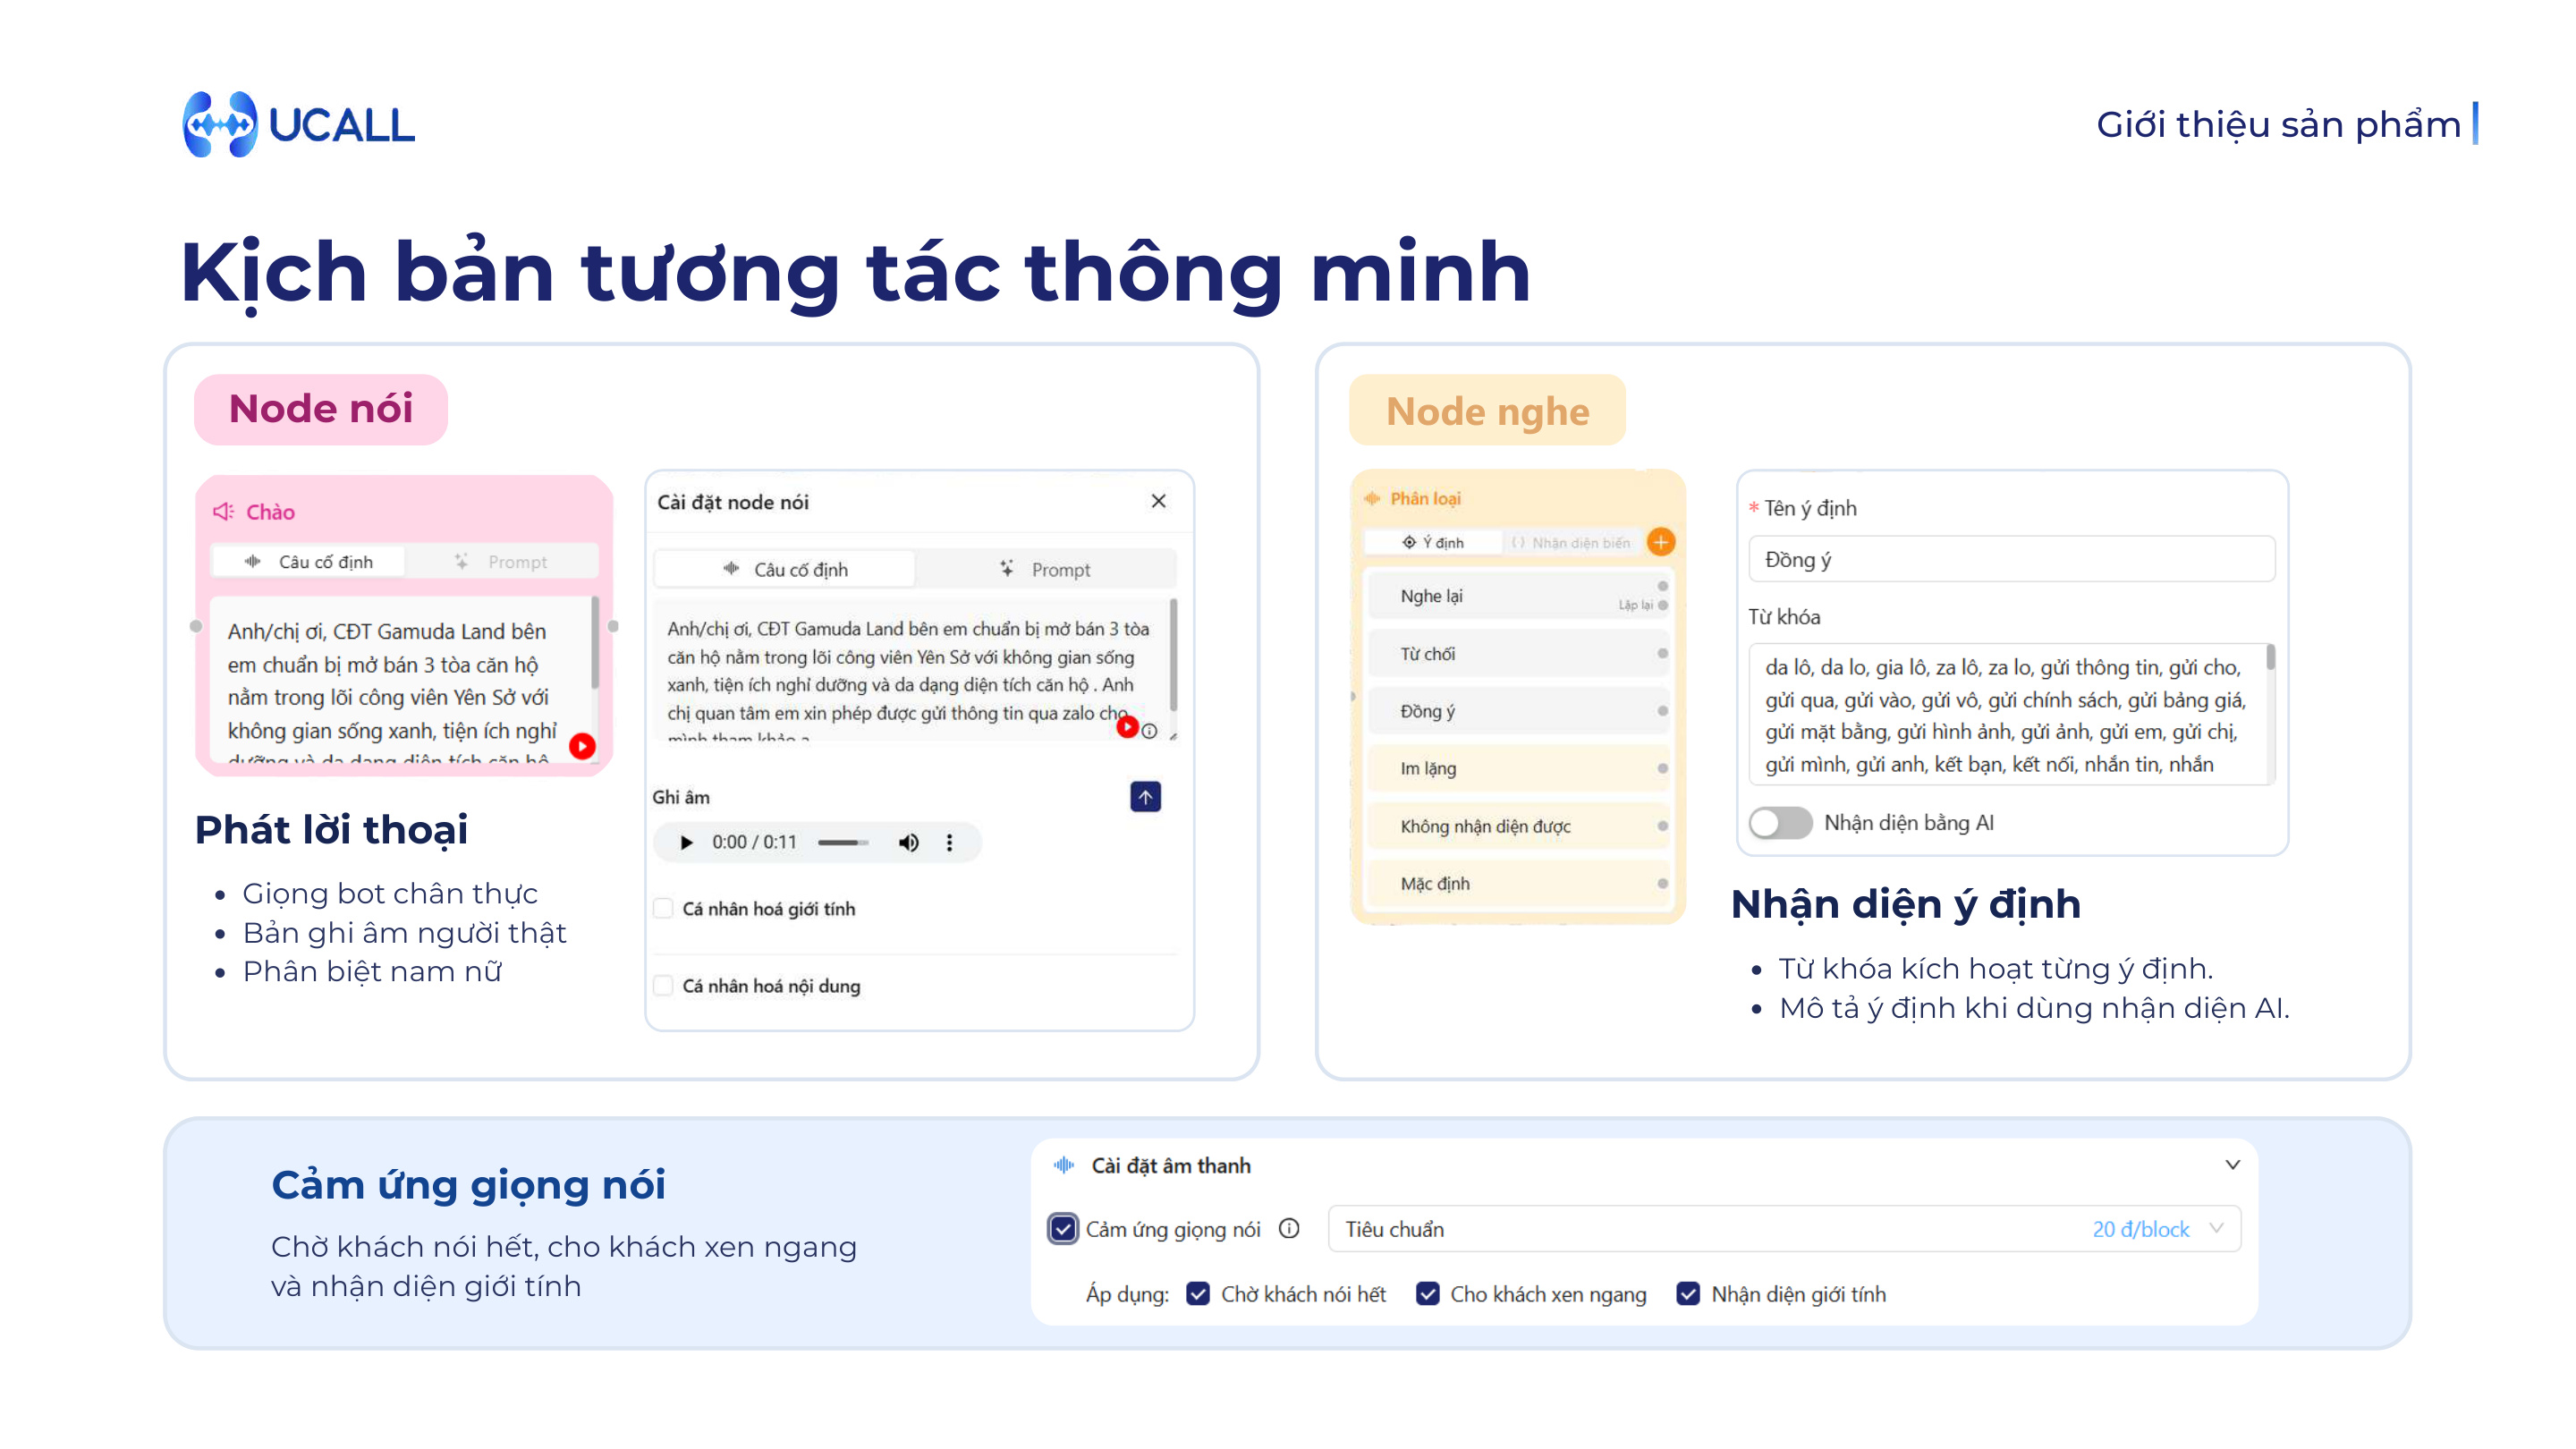 UCALL
Giới thiệu sản phẩm
Kịch bản tương tác thông minh
Node nói
Chào
Câu cố định
Prompt
Anh/chị ơi, CĐT Gamuda Land bên
em chuẩn bị mở bán 3 tòa căn hộ
nằm trong lõi công viên Yên Sở với
không gian sống xanh, tiện ích nghỉ
dưỡng và da dạng diện tích căn hộ
Phát lời thoại
Giọng bot chân thực
Bản ghi âm người thật
Phân biệt nam nữ
Cài đặt node nói
Câu cố định
Prompt
Anh/chị ơi, CĐT Gamuda Land bên em chuẩn bị mở bán 3 tòa
căn hộ nằm trong lõi công viên Yên Sở với không gian sống
xanh, tiện ích nghỉ dưỡng và da dạng diện tích căn hộ . Anh
chị quan tâm em xin phép được gửi thông tin qua zalo cho
mình tham khảo ạ
Ghi âm
0:00 / 0:11
Cá nhân hoá giới tính
Cá nhân hoá nội dung
Node nghe
Phân loại
Ý định
Nhận diện biến
Nghe lại
Lặp lại
Từ chối
Đồng ý
Im lặng
Không nhận diện được
Mặc định
* Tên ý định
Đồng ý
Từ khóa
da lô, da lo, gia lô, za lô, za lo, gửi thông tin, gửi cho,
gửi qua, gửi vào, gửi vô, gửi chính sách, gửi bảng giá,
gửi mặt bằng, gửi hình ảnh, gửi ảnh, gửi em, gửi chị,
gửi mình, gửi anh, kết bạn, kết nối, nhắn tin, nhắn
Nhận diện bằng AI
Nhận diện ý định
Từ khóa kích hoạt từng ý định.
Mô tả ý định khi dùng nhận diện AI.
Cảm ứng giọng nói
Chờ khách nói hết, cho khách xen ngang
và nhận diện giới tính
Cài đặt âm thanh
Cảm ứng giọng nói
Tiêu chuẩn
20 đ/block
Áp dụng:
Chờ khách nói hết
Cho khách xen ngang
Nhận diện giới tính